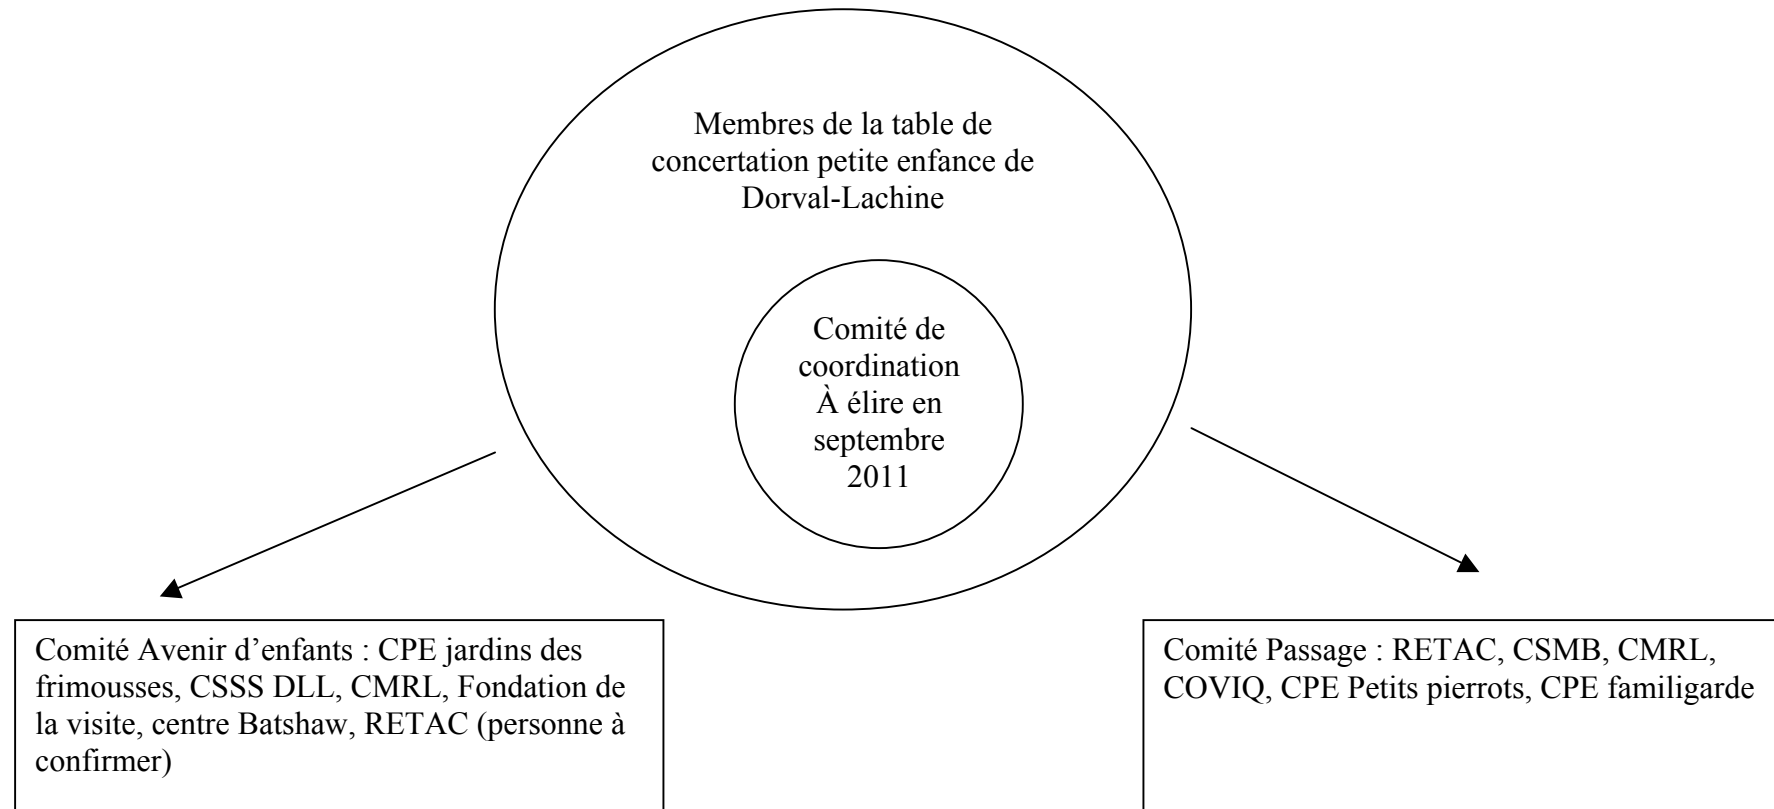 Membres de la table de
concertation petite enfance de
Dorval-Lachine
Comité de
coordination
À élire en
septembre
2011
Comité Avenir d’enfants : CPE jardins des
frimousses, CSSS DLL, CMRL, Fondation de
la visite, centre Batshaw, RETAC (personne à
confirmer)
Comité Passage : RETAC, CSMB, CMRL,
COVIQ, CPE Petits pierrots, CPE familigarde